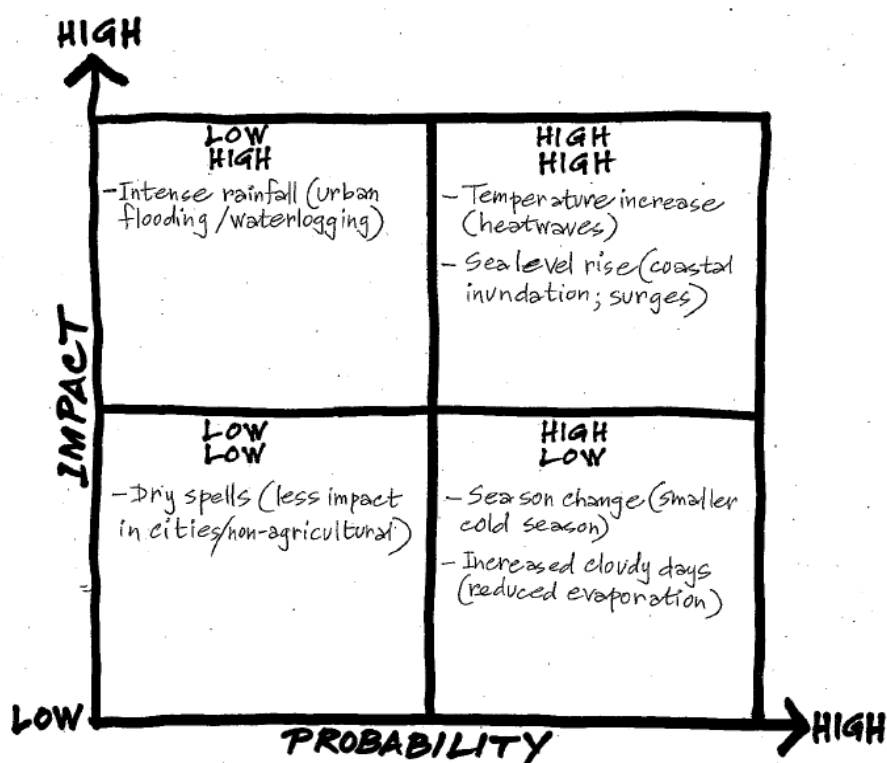 HIGH
LOW
HIGH
-Intense rainfall (urban
flooding/waterlogging)
HIGH
HIGH
- Temperature increase
(heatwaves)
- Sea level rise (coastal
inundation; surges)
IMPACT
LOW
LOW
-Dry spells (less impact
in cities/non-agricultural)
HIGH
LOW
- Season change (smaller
cold season)
- Increased cloudy days
(reduced evaporation)
LOW
PROBABILITY
HIGH